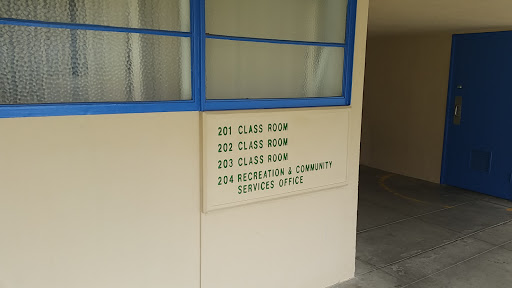 201 CLASS ROOM
202 CLASS ROOM
203 CLASS ROOM
204 RECREATION & COMMUNITY
SERVICES OFFICE